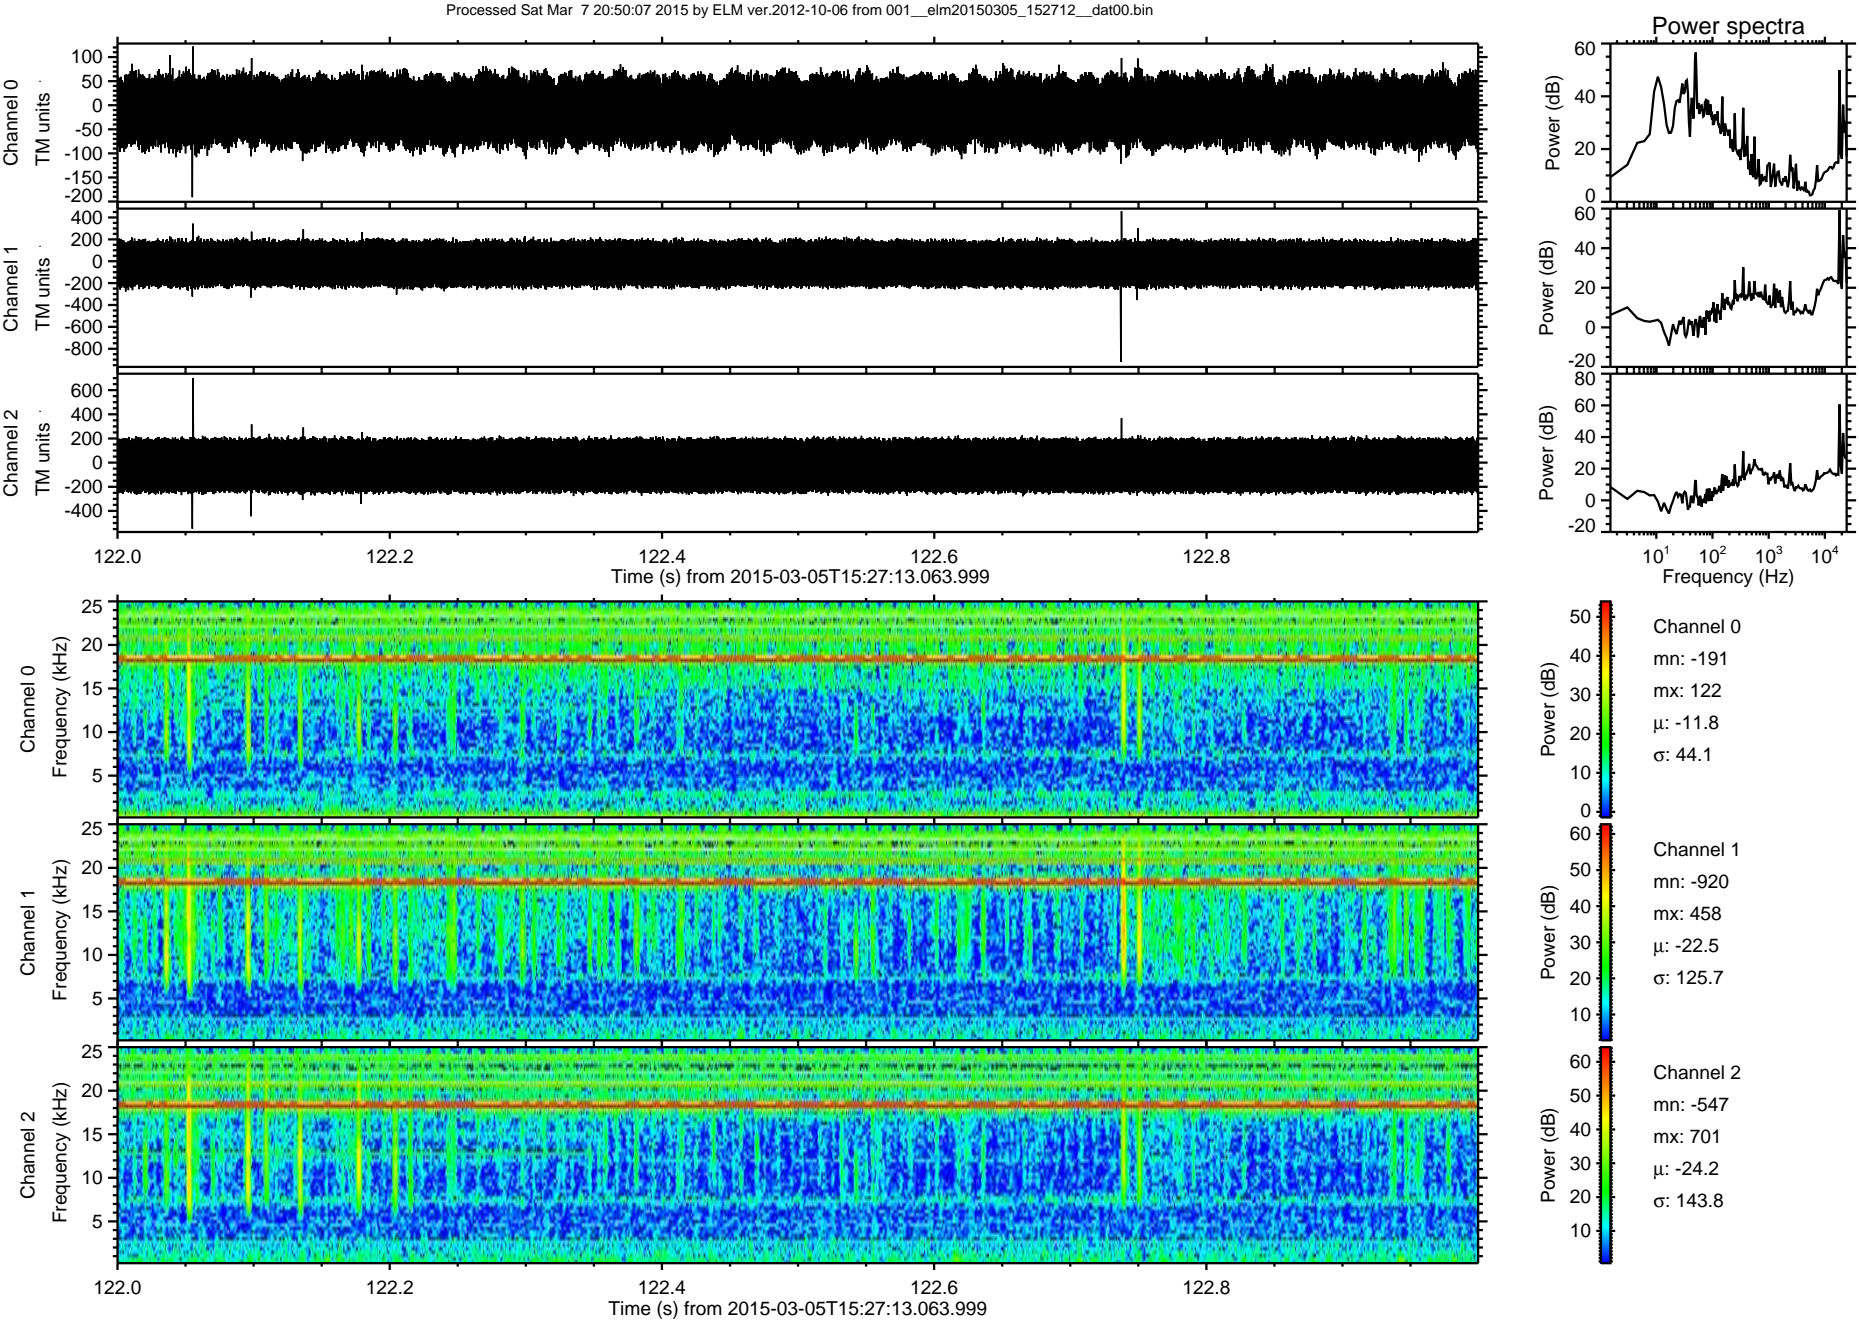 Processed Sat Mar  7 20:50:07 2015 by ELM ver.2012-10-06 from 001__elm20150305_152712__dat00.bin
Power spectra
Channel 0
TM units
100
50
0
-50
-100
-150
-200
Power (dB)
60
40
20
0
Channel 1
TM units
400
200
0
-200
-400
-600
-800
Power (dB)
60
40
20
0
-20
Channel 2
TM units
600
400
200
0
-200
-400
Power (dB)
80
60
40
20
0
-20
122.0 122.2 122.4 122.6 122.8
Time (s) from 2015-03-05T15:27:13.063.999
10¹ 10² 10³ 10⁴
Frequency (Hz)
Channel 0
Frequency (kHz)
25
20
15
10
5
Power (dB)
50
40
30
20
10
0
Channel 0
mn: -191
mx: 122
μ: -11.8
σ: 44.1
Channel 1
Frequency (kHz)
25
20
15
10
5
Power (dB)
60
50
40
30
20
10
Channel 1
mn: -920
mx: 458
μ: -22.5
σ: 125.7
Channel 2
Frequency (kHz)
25
20
15
10
5
Power (dB)
60
50
40
30
20
10
Channel 2
mn: -547
mx: 701
μ: -24.2
σ: 143.8
122.0 122.2 122.4 122.6 122.8
Time (s) from 2015-03-05T15:27:13.063.999